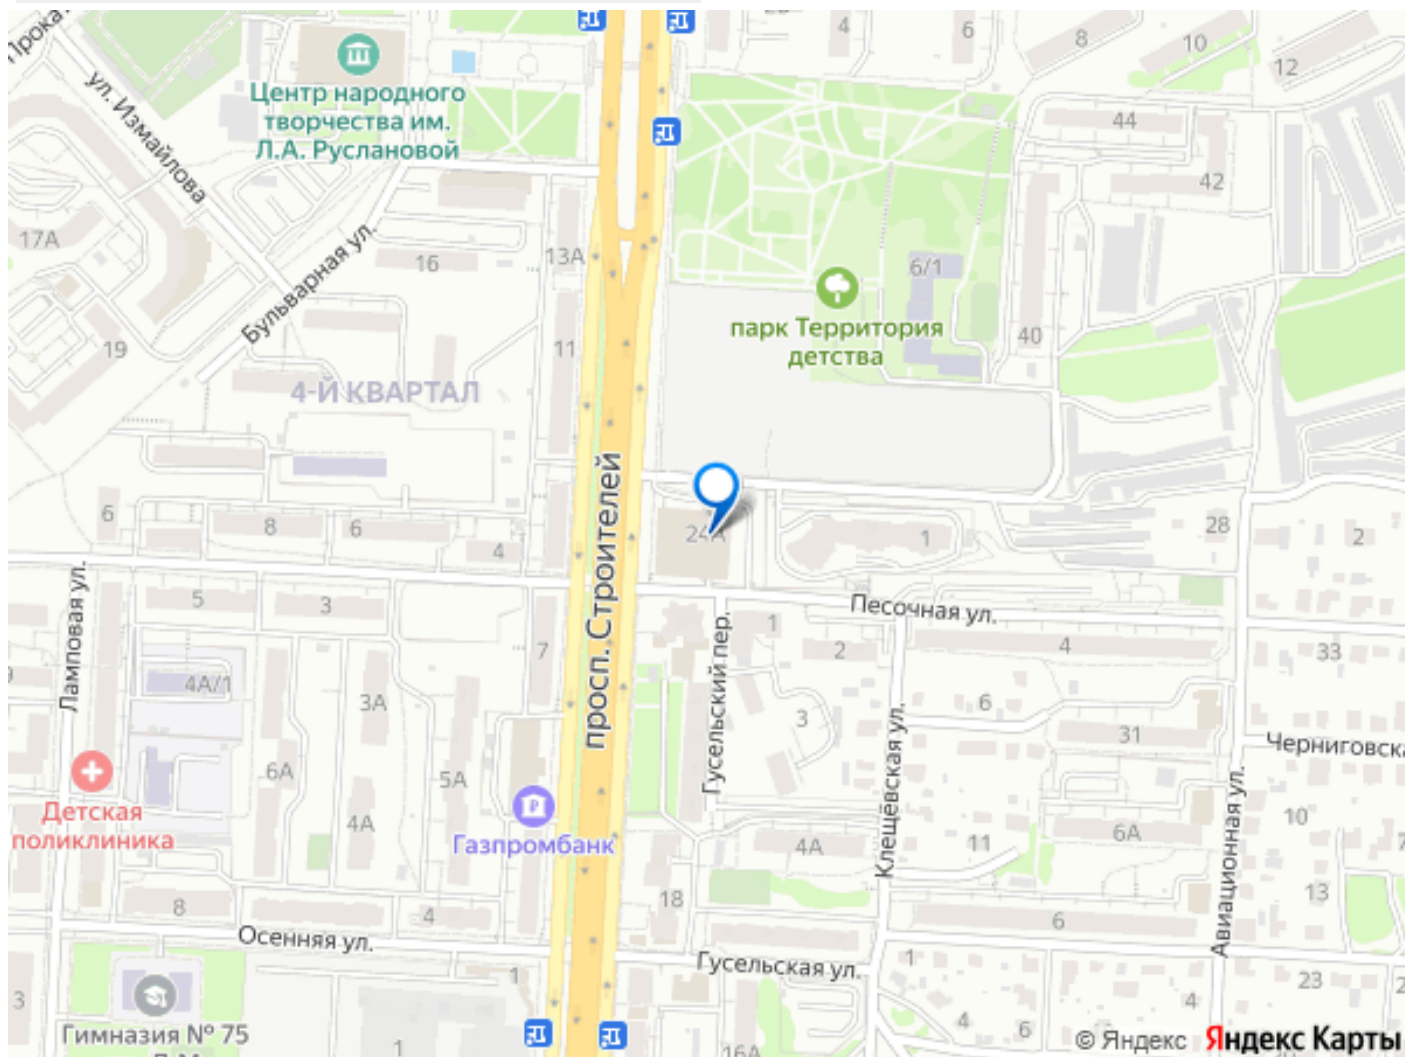 Прока
4
6
8
10
12
Центр народного
творчества им.
Л.А. Руслановой
ул. Измайлова
44
42
17А
Бульварная ул.
16
13А
6/1
парк Территория
детства
40
19
11
4-Й КВАРТАЛ
просп. Строителей
6
8
6
4
24А
1
28
2
Ламповая ул.
5
3
Песочная ул.
Гусельский пер.
1
2
4
33
7
4А/1
3А
6
3
31
Клещёвская ул.
Черниговска
6А
5А
Авиационная ул.
Детская
поликлиника
4А
Газпромбанк
4А
11
6А
10
7
8
4
18
6
13
Осенняя ул.
Гусельская ул.
1
23
2
3
1
4
4
6
Гимназия № 75
1
16А
© Яндекс Яндекс Карты